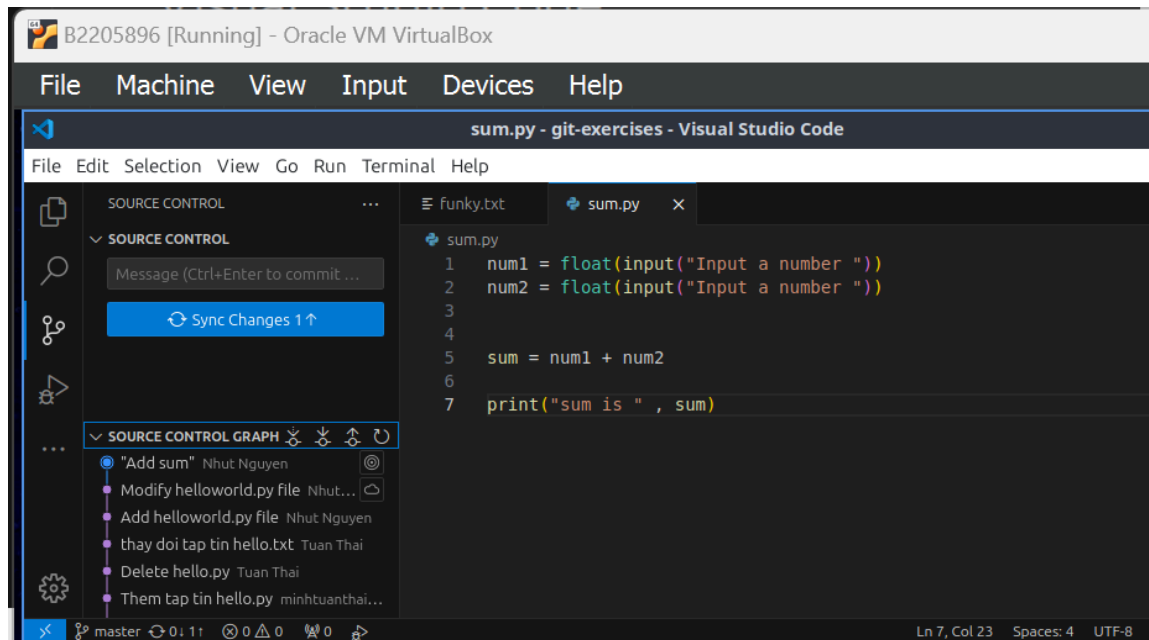 B2205896 [Running] - Oracle VM VirtualBox
File Machine View Input Devices Help
sum.py - git-exercises - Visual Studio Code
File Edit Selection View Go Run Terminal Help
SOURCE CONTROL ...
funky.txt sum.py ×
SOURCE CONTROL
sum.py
Message (Ctrl+Enter to commit ...
Sync Changes 1↑
1 num1 = float(input("Input a number "))
2 num2 = float(input("Input a number "))
3
4
5 sum = num1 + num2
6
7 print("sum is " , sum)
SOURCE CONTROL GRAPH
"Add sum" Nhut Nguyen
Modify helloworld.py file Nhut...
Add helloworld.py file Nhut Nguyen
thay doi tap tin hello.txt Tuan Thai
Delete hello.py Tuan Thai
Them tap tin hello.py minhtuanthai...
master 0↓ 1↑ 0 0 0 Ln 7, Col 23 Spaces: 4 UTF-8